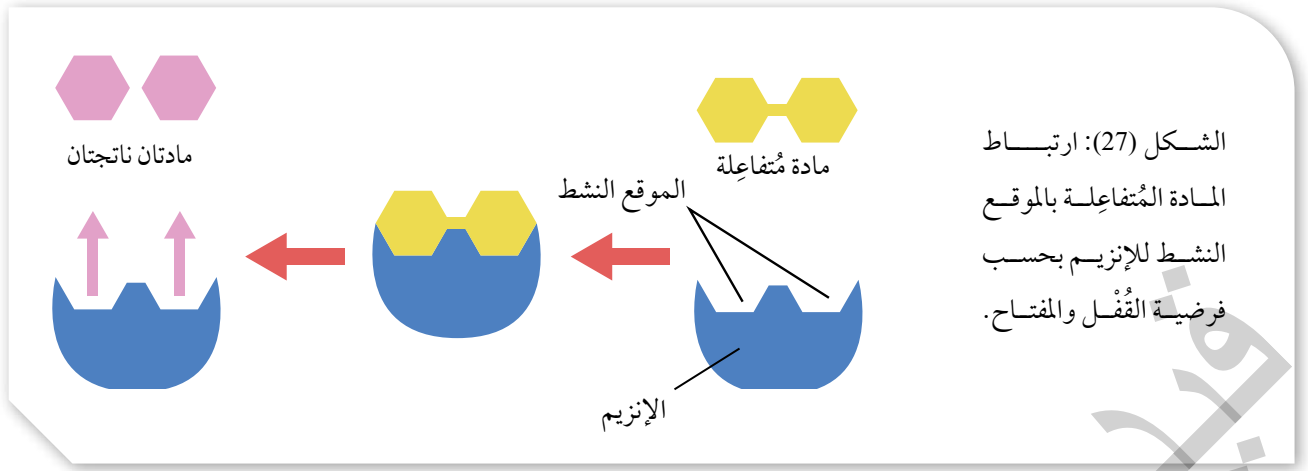 الشكل (27): ارتباط
المادة المُتفاعِلة بالموقع
النشط للإنزيم بحسب
فرضية القُفْل والمفتاح.
مادة مُتفاعِلة
الموقع النشط
الإنزيم
مادتان ناتجتان